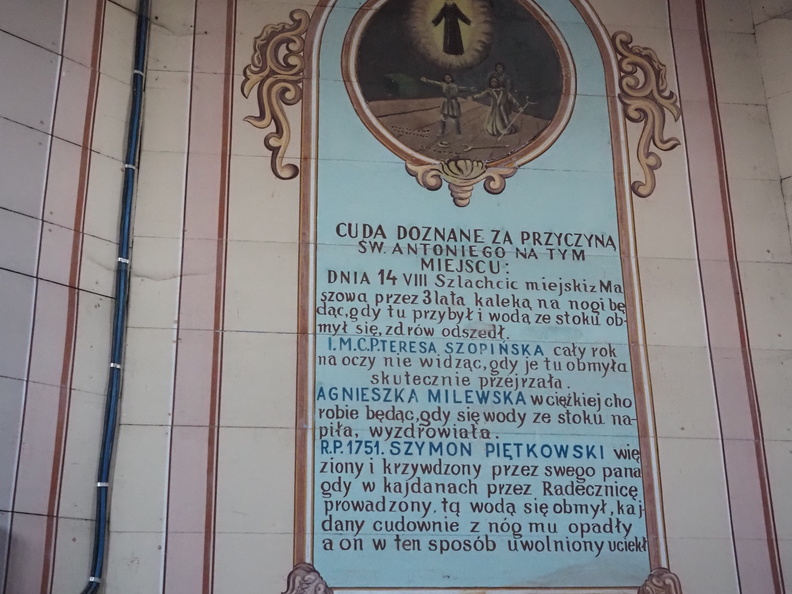 CUDA DOZNANE ZA PRZYCZYNĄ
ŚW. ANTONIEGO NA TYM
MIEJSCU:
DNIA 14 VIII Szlachcic miejski z Ma
szowa przez 3 lata kaleką na nogi bę
dąc, gdy tu przybył i wodą ze stoku ob-
mył się, zdrów odszedł.
I.M.C.P. TERESA SZOPIŃSKA cały rok
na oczy nie widząc, gdy je tu obmyła
skutecznie przejrzała.
AGNIESZKA MILEWSKA w ciężkiej cho
robie będąc, gdy się wody ze stoku na-
piła, wyzdrowiała.
R.P. 1751. SZYMON PIĘTKOWSKI wię
ziony i krzywdzony przez swego pana
gdy w kajdanach przez Radecznicę
prowadzony, tą wodą się obmył, kaj
dany cudownie z nóg mu opadły
a on w ten sposób uwolniony uciekł